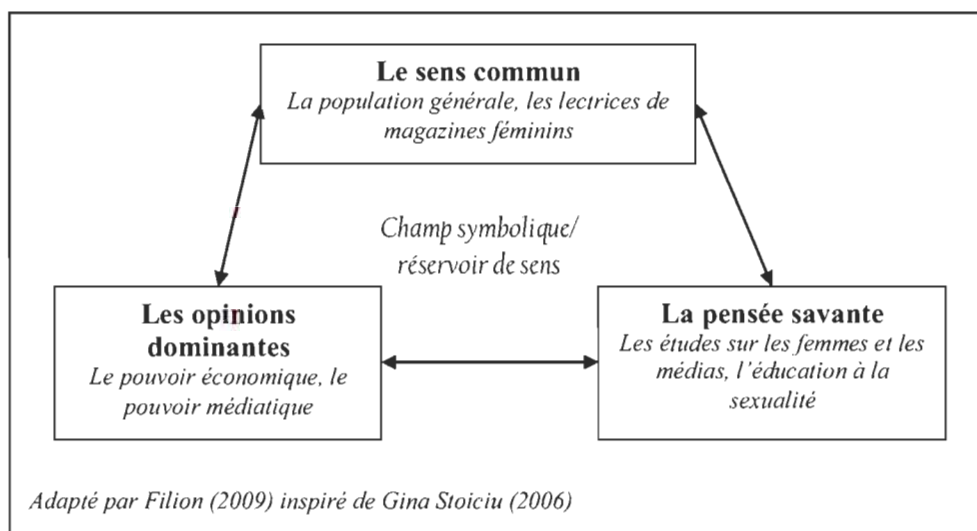 Le sens commun
La population générale, les lectrices de
magazines féminins
Champ symbolique/
réservoir de sens
Les opinions
dominantes
Le pouvoir économique, le
pouvoir médiatique
La pensée savante
Les études sur les femmes et les
médias, l'éducation à la
sexualité
Adapté par Filion (2009) inspiré de Gina Stoiciu (2006)